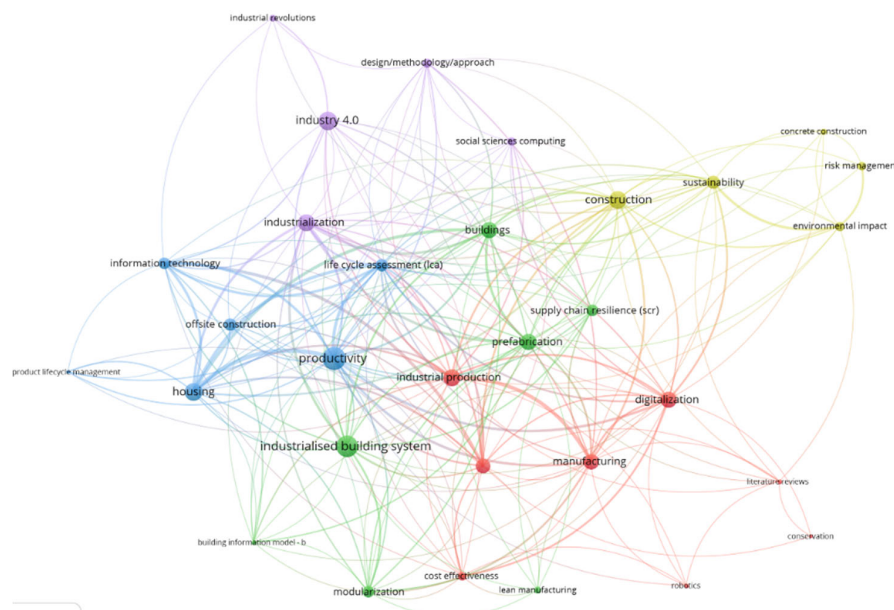 industrial revolutions
design/methodology/approach
industry 4.0
concrete construction
social sciences computing
risk management
sustainability
construction
industrialization
buildings
environmental impact
information technology
life cycle assessment (lca)
supply chain resilience (scr)
offsite construction
prefabrication
productivity
product lifecycle management
industrial production
housing
digitalization
industrialised building system
manufacturing
literature reviews
conservation
building information model - b
cost effectiveness
robotics
modularization
lean manufacturing